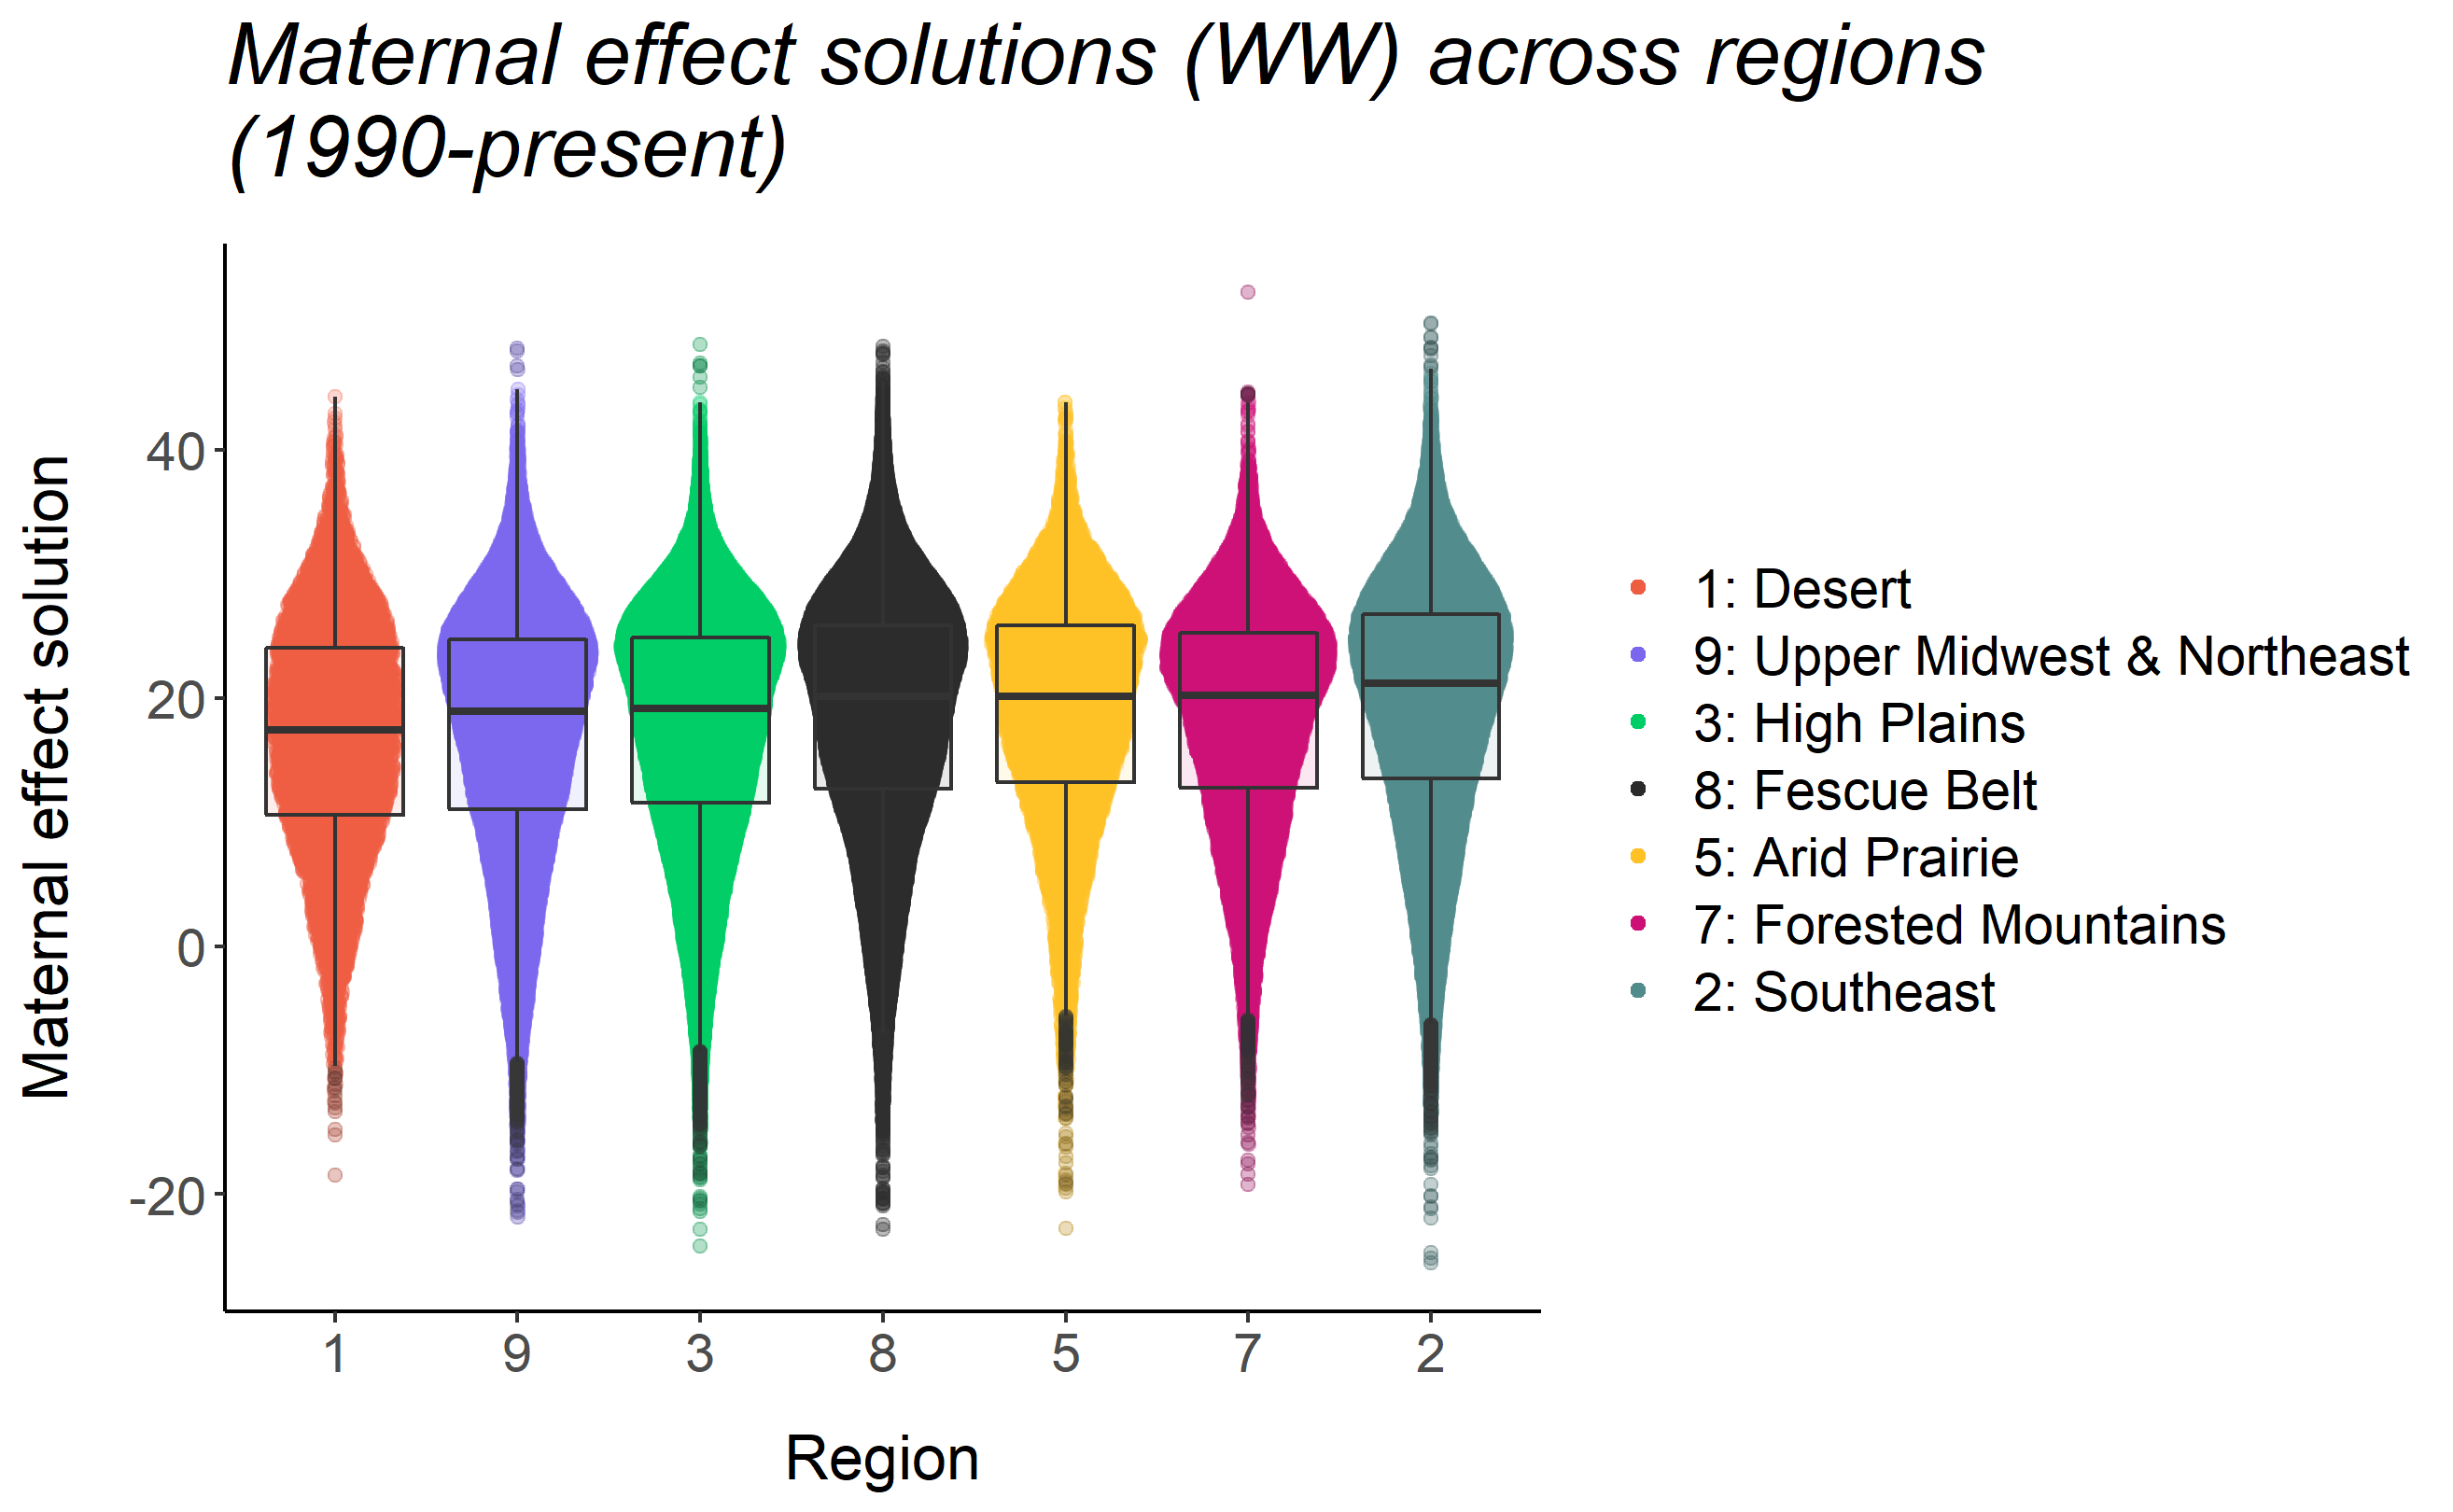 Maternal effect solutions (WW) across regions
(1990-present)
Maternal effect solution
40
20
0
-20
1 9 3 8 5 7 2
Region
1: Desert
9: Upper Midwest & Northeast
3: High Plains
8: Fescue Belt
5: Arid Prairie
7: Forested Mountains
2: Southeast